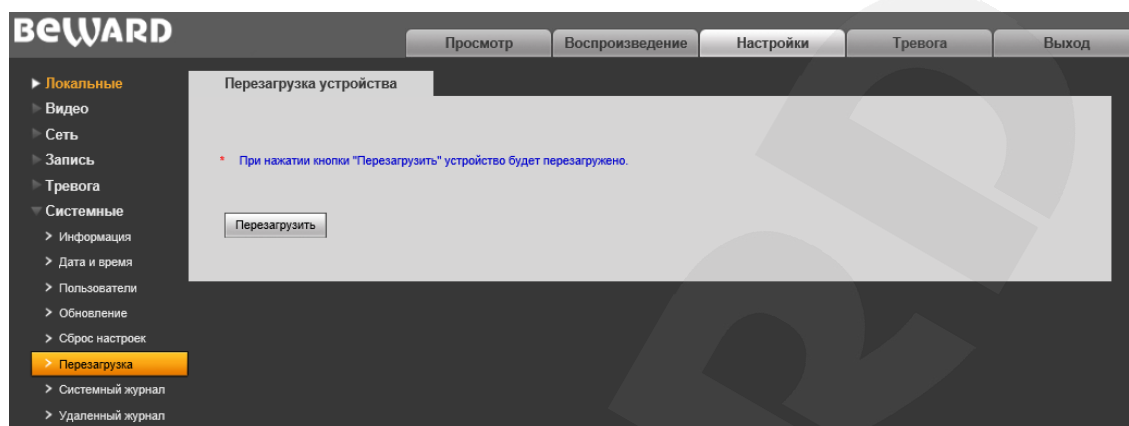 BEWARD
Просмотр Воспроизведение Настройки Тревога Выход
Локальные
Видео
Сеть
Запись
Тревога
Системные
Информация
Дата и время
Пользователи
Обновление
Сброс настроек
Перезагрузка
Системный журнал
Удаленный журнал
Перезагрузка устройства
* При нажатии кнопки "Перезагрузить" устройство будет перезагружено.
Перезагрузить